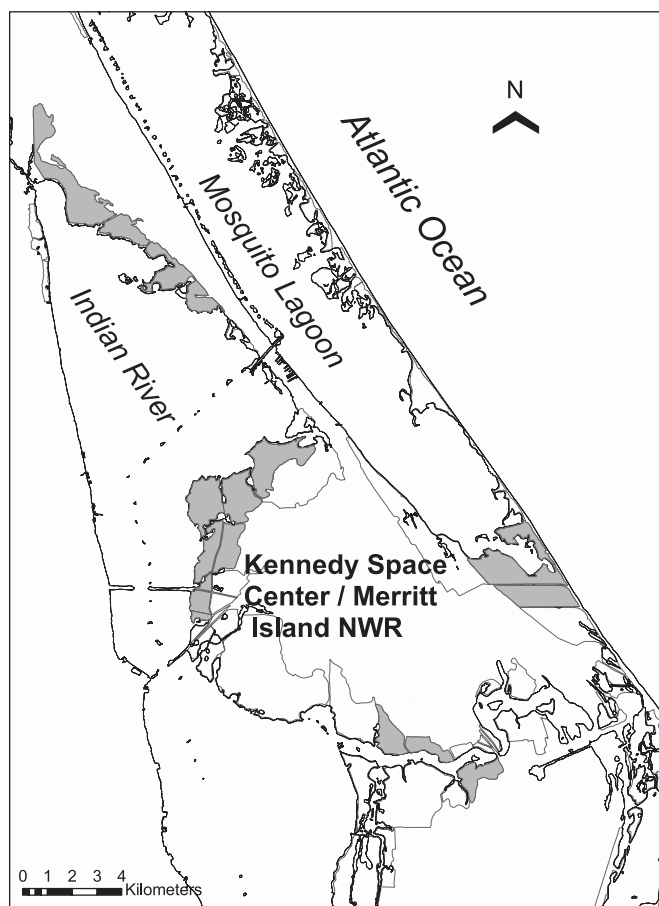 N
Atlantic Ocean
Mosquito Lagoon
Indian River
Kennedy Space
Center / Merritt
Island NWR
0 1 2 3 4
Kilometers